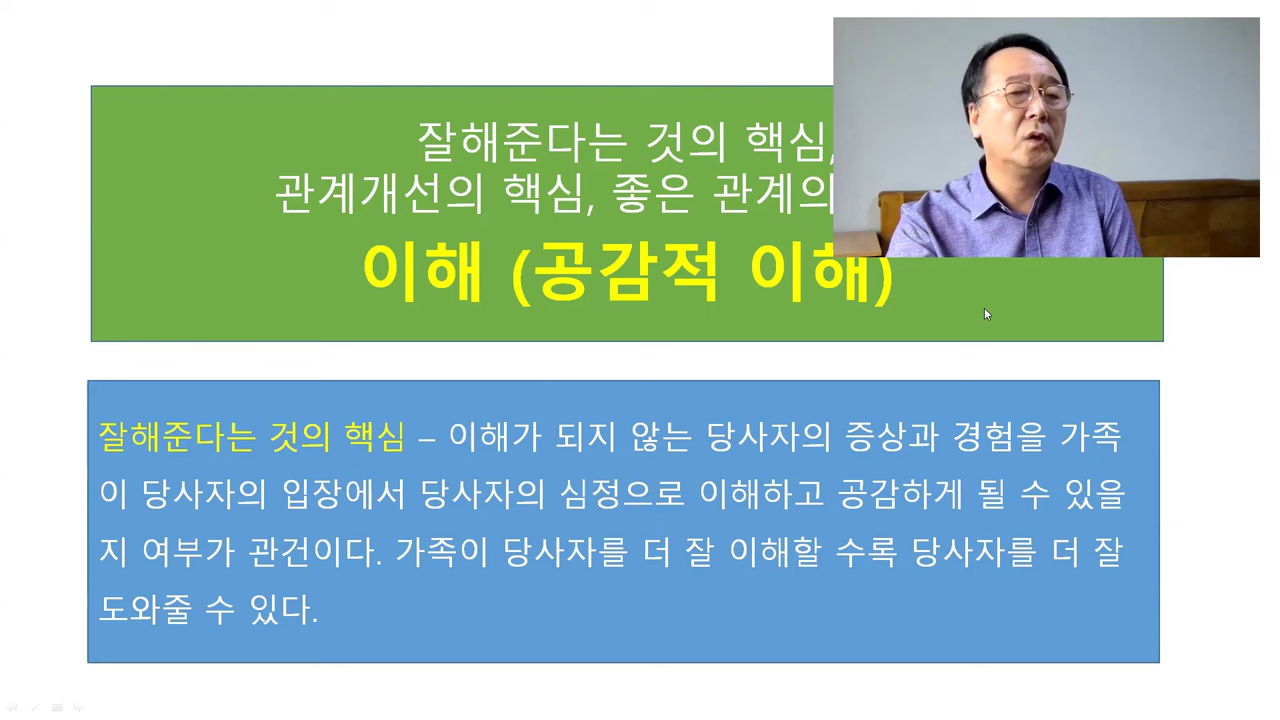 잘해준다는 것의 핵심,
관계개선의 핵심, 좋은 관계의
이해 (공감적 이해)
잘해준다는 것의 핵심 – 이해가 되지 않는 당사자의 증상과 경험을 가족
이 당사자의 입장에서 당사자의 심정으로 이해하고 공감하게 될 수 있을
지 여부가 관건이다. 가족이 당사자를 더 잘 이해할 수록 당사자를 더 잘
도와줄 수 있다.